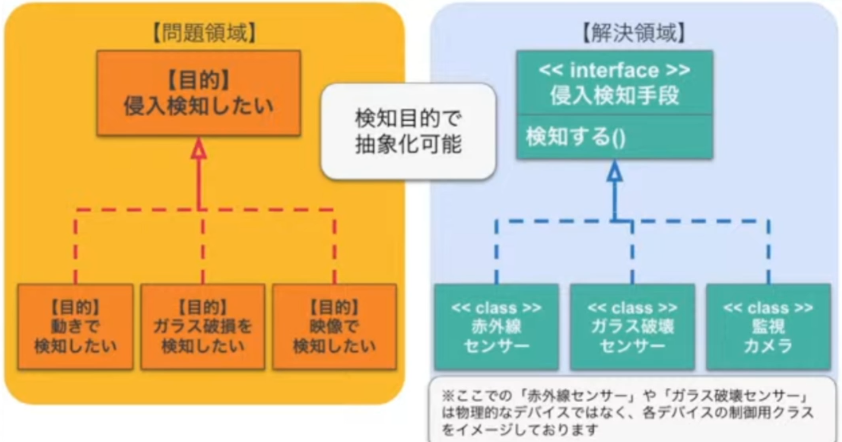 【問題領域】
【目的】
侵入検知したい
【目的】
動きで
検知したい
【目的】
ガラス破損を
検知したい
【目的】
映像で
検知したい
検知目的で
抽象化可能
【解決領域】
<< interface >>
侵入検知手段
検知する()
<< class >>
赤外線
センサー
<< class >>
ガラス破壊
センサー
<< class >>
監視
カメラ
※ここでの「赤外線センサー」や「ガラス破壊センサー」
は物理的なデバイスではなく、各デバイスの制御用クラス
をイメージしております